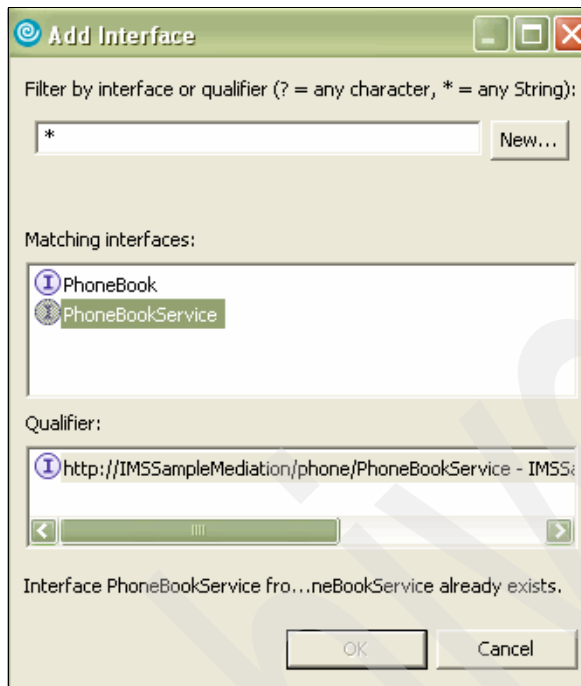 Add Interface
Filter by interface or qualifier (? = any character, * = any String):
*
New...
Matching interfaces:
PhoneBook
PhoneBookService
Qualifier:
http://IMSSampleMediation/phone/PhoneBookService - IMSSa
Interface PhoneBookService fro...neBookService already exists.
OK
Cancel